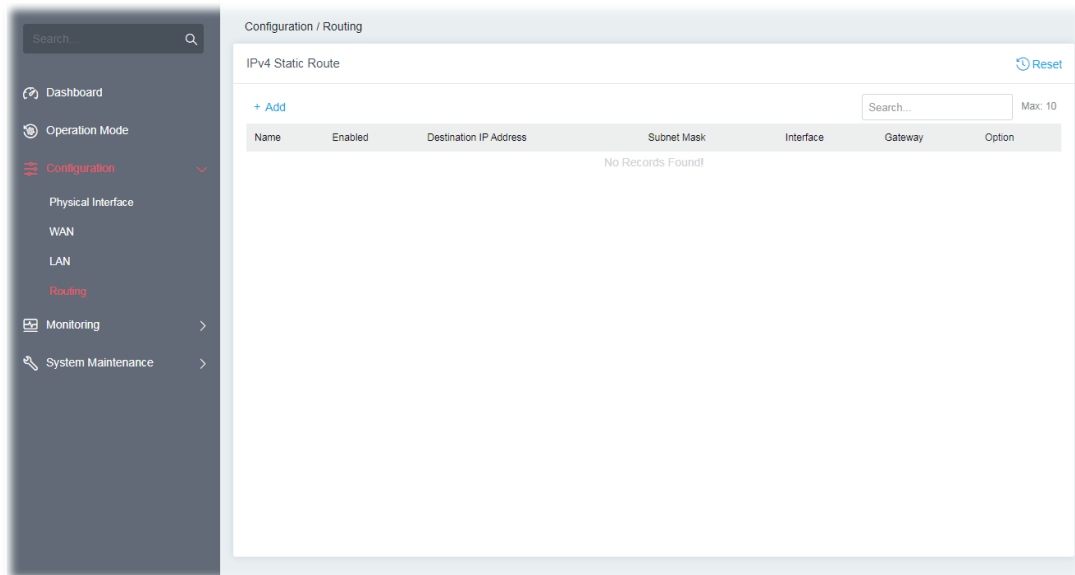 Search...
Dashboard
Operation Mode
Configuration
Physical Interface
WAN
LAN
Routing
Monitoring
System Maintenance
Configuration / Routing
IPv4 Static Route
Reset
+ Add
Search...
Max: 10
Name Enabled Destination IP Address Subnet Mask Interface Gateway Option
No Records Found!